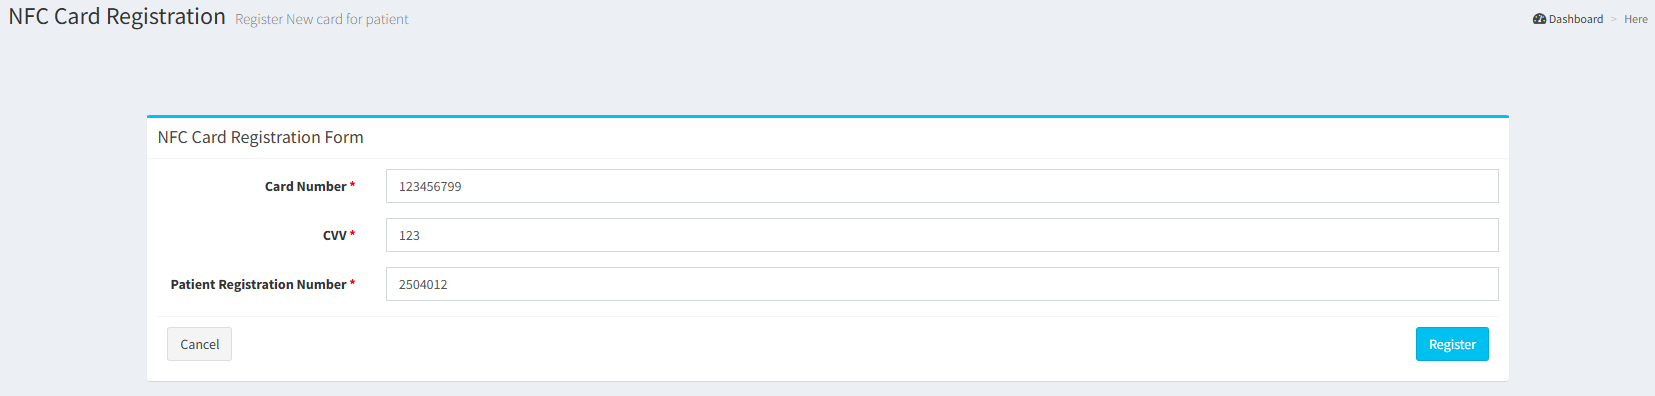 NFC Card Registration Register New card for patient
Dashboard > Here
NFC Card Registration Form
Card Number * 123456799
CVV * 123
Patient Registration Number * 2504012
Cancel Register